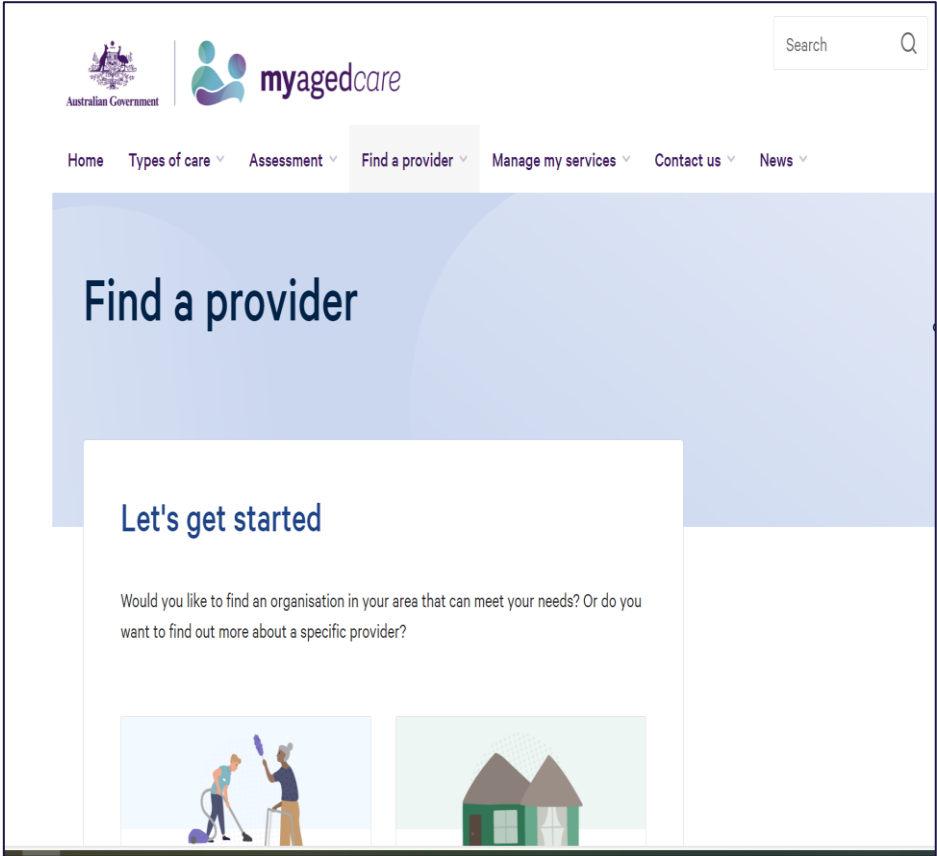 Search
Australian Government
myagedcare
Home Types of care Assessment Find a provider Manage my services Contact us News
Find a provider
Let's get started
Would you like to find an organisation in your area that can meet your needs? Or do you
want to find out more about a specific provider?